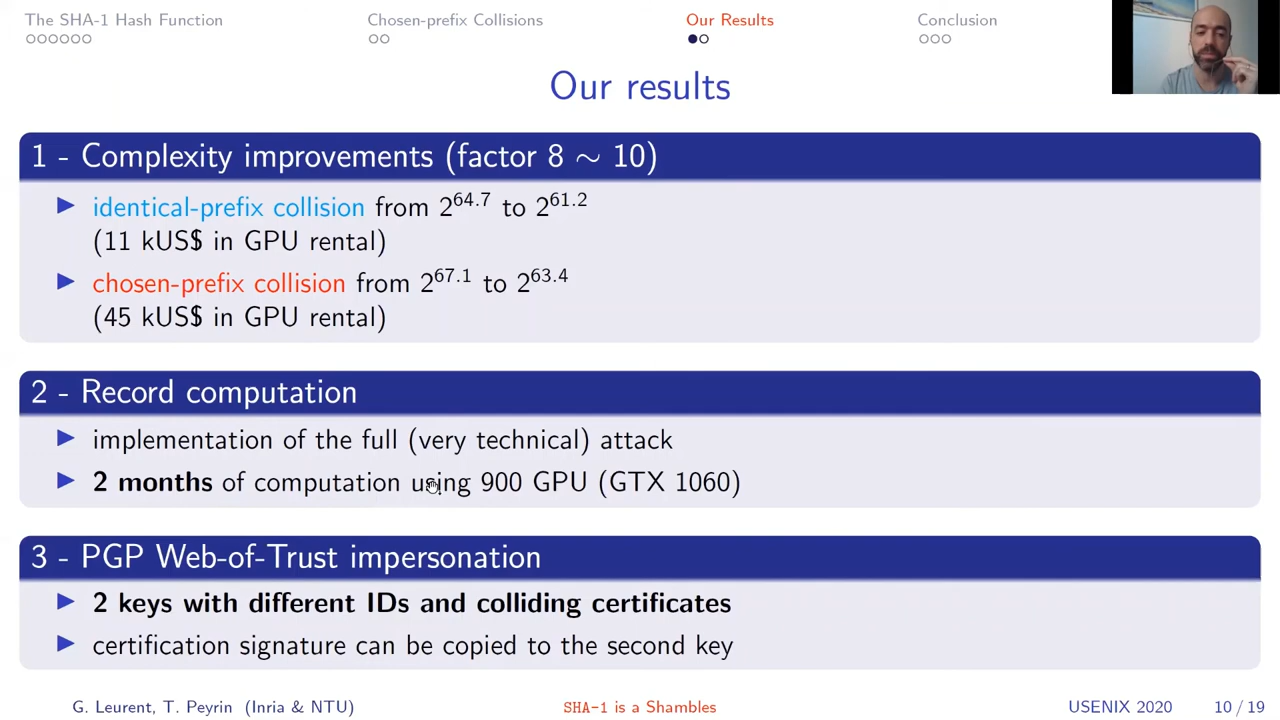 The SHA-1 Hash Function
Chosen-prefix Collisions
Our Results
Conclusion
Our results
1 - Complexity improvements (factor 8 ∼ 10)
identical-prefix collision from 2^64.7 to 2^61.2
(11 kUS$ in GPU rental)
chosen-prefix collision from 2^67.1 to 2^63.4
(45 kUS$ in GPU rental)
2 - Record computation
implementation of the full (very technical) attack
2 months of computation using 900 GPU (GTX 1060)
3 - PGP Web-of-Trust impersonation
2 keys with different IDs and colliding certificates
certification signature can be copied to the second key
G. Leurent, T. Peyrin (Inria & NTU)
SHA-1 is a Shambles
USENIX 2020
10 / 19